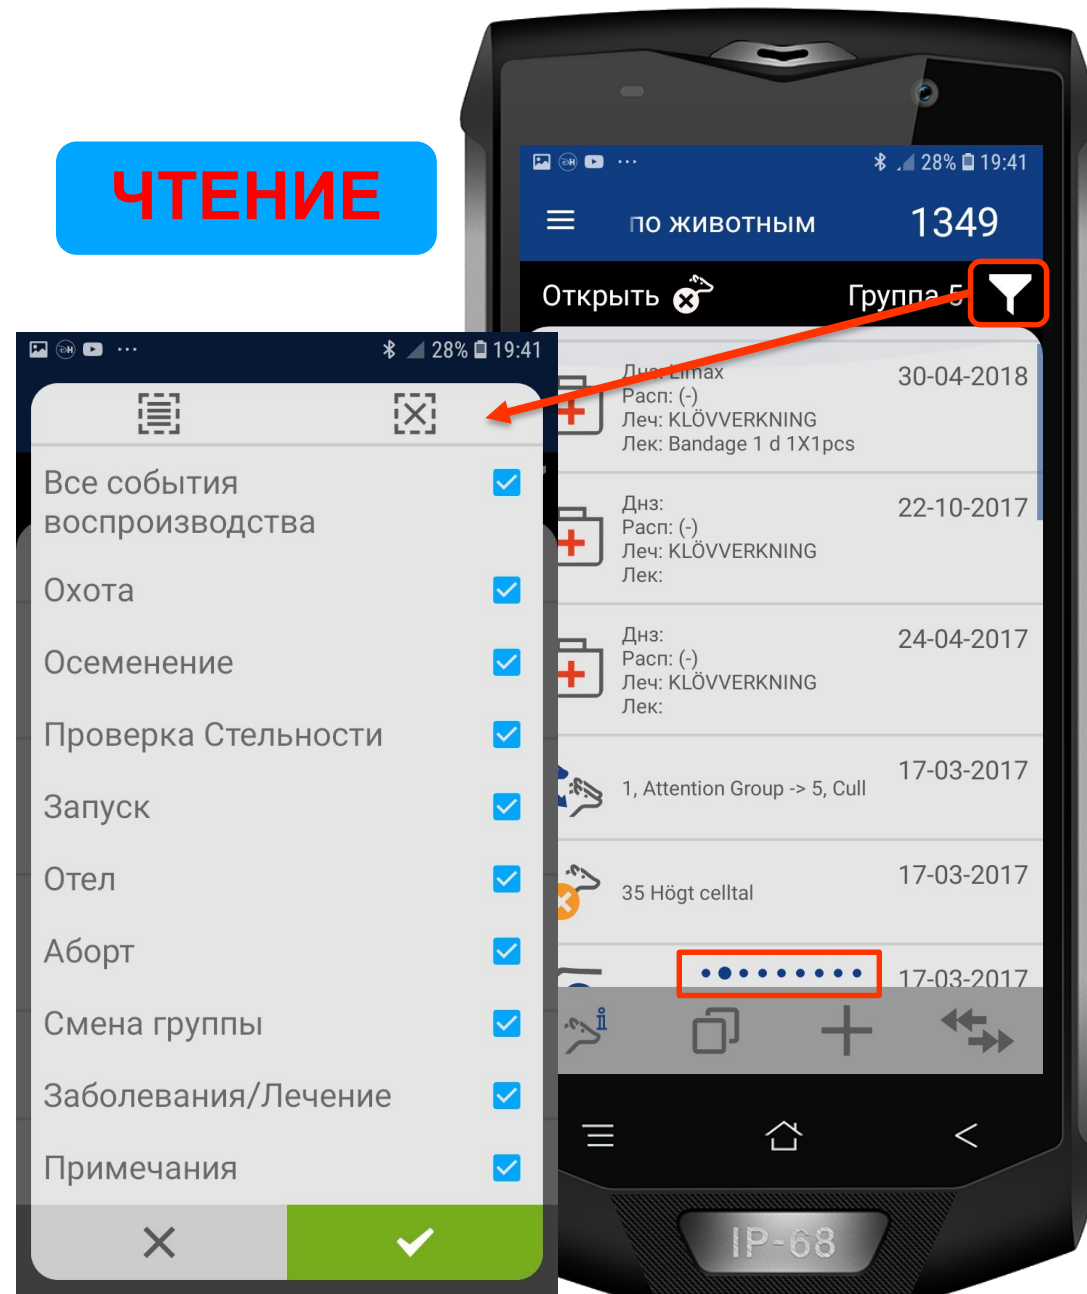 ЧТЕНИЕ
28% 19:41
по животным 1349
Открыть Группа 5
Днз: Limax 30-04-2018
Расп: (-)
Леч: KLÖVVERKNING
Лек: Bandage 1 d 1X1pcs
Днз: 22-10-2017
Расп: (-)
Леч: KLÖVVERKNING
Лек:
Днз: 24-04-2017
Расп: (-)
Леч: KLÖVVERKNING
Лек:
17-03-2017
1, Attention Group -> 5, Cull
17-03-2017
35 Högt celltal
17-03-2017
IP-68
28% 19:41
Все события
воспроизводства
Охота
Осеменение
Проверка Стельности
Запуск
Отел
Аборт
Смена группы
Заболевания/Лечение
Примечания